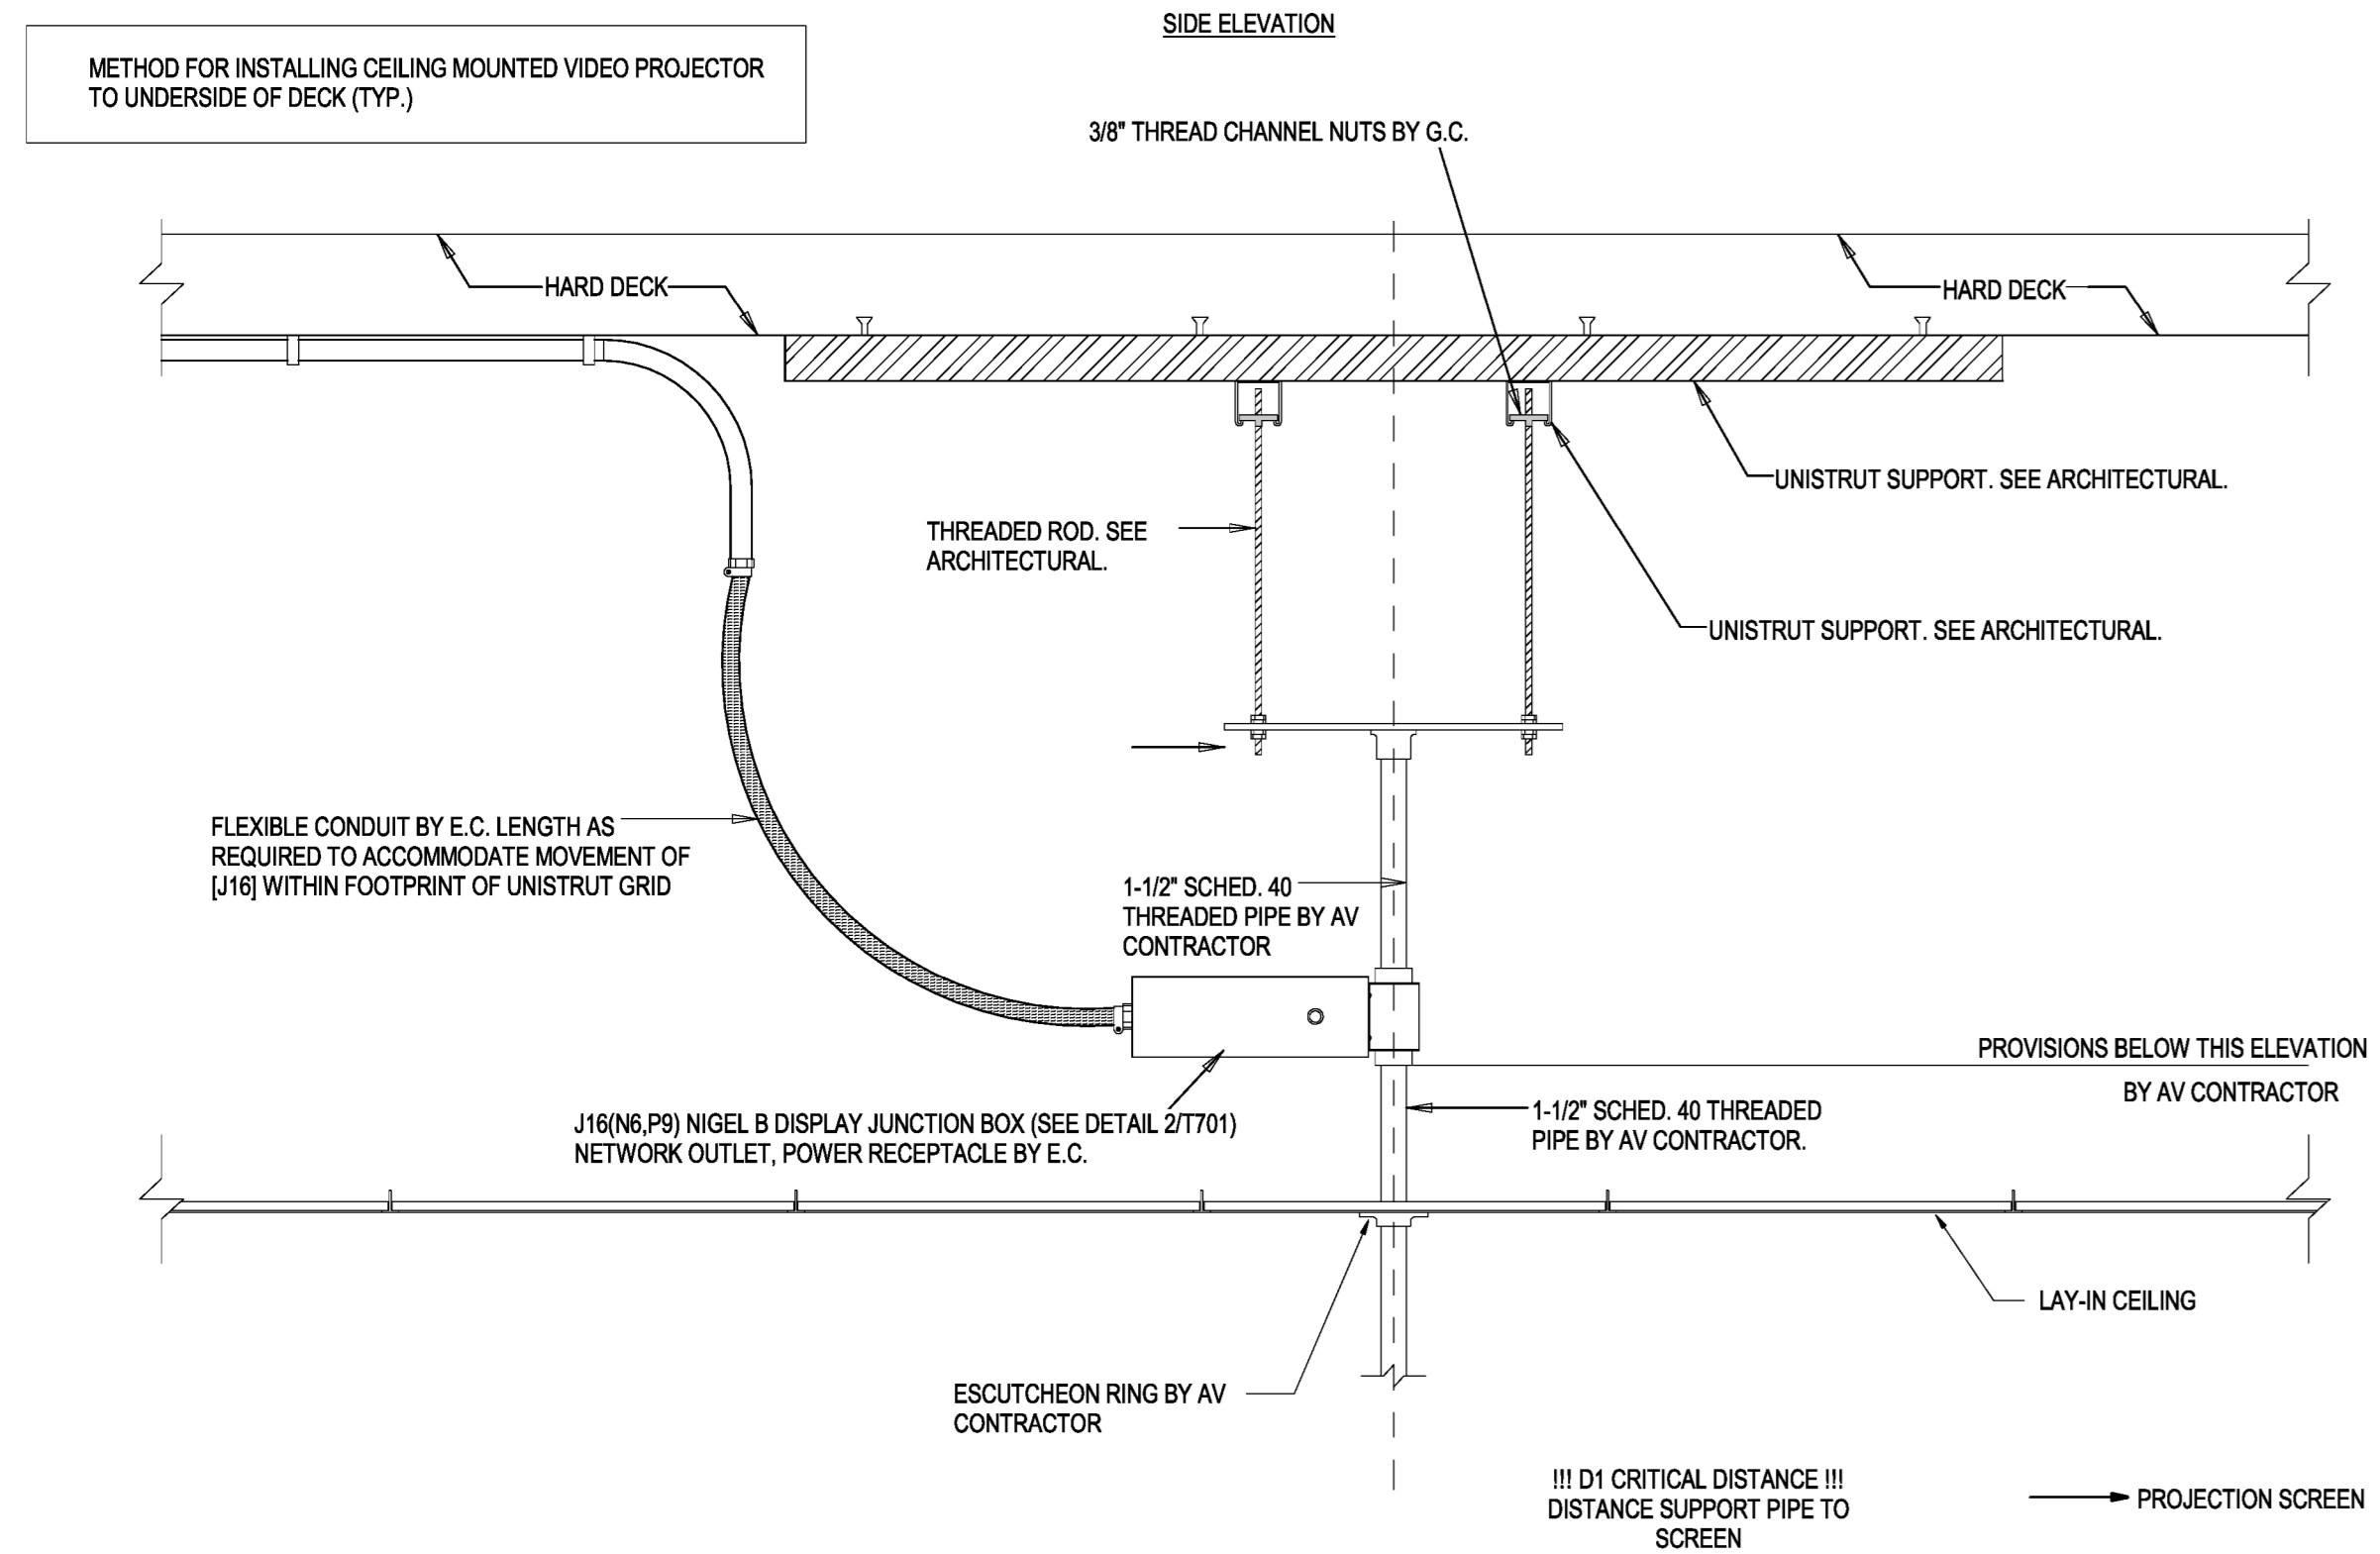 SIDE ELEVATION
METHOD FOR INSTALLING CEILING MOUNTED VIDEO PROJECTOR
TO UNDERSIDE OF DECK (TYP.)
3/8" THREAD CHANNEL NUTS BY G.C.
HARD DECK
HARD DECK
UNISTRUT SUPPORT. SEE ARCHITECTURAL.
THREADED ROD. SEE
ARCHITECTURAL.
UNISTRUT SUPPORT. SEE ARCHITECTURAL.
FLEXIBLE CONDUIT BY E.C. LENGTH AS
REQUIRED TO ACCOMMODATE MOVEMENT OF
[J16] WITHIN FOOTPRINT OF UNISTRUT GRID
1-1/2" SCHED. 40
THREADED PIPE BY AV
CONTRACTOR
PROVISIONS BELOW THIS ELEVATION
BY AV CONTRACTOR
J16(N6,P9) NIGEL B DISPLAY JUNCTION BOX (SEE DETAIL 2/T701)
NETWORK OUTLET, POWER RECEPTACLE BY E.C.
1-1/2" SCHED. 40 THREADED
PIPE BY AV CONTRACTOR.
LAY-IN CEILING
ESCUTCHEON RING BY AV
CONTRACTOR
!!! D1 CRITICAL DISTANCE !!!
DISTANCE SUPPORT PIPE TO
SCREEN
PROJECTION SCREEN